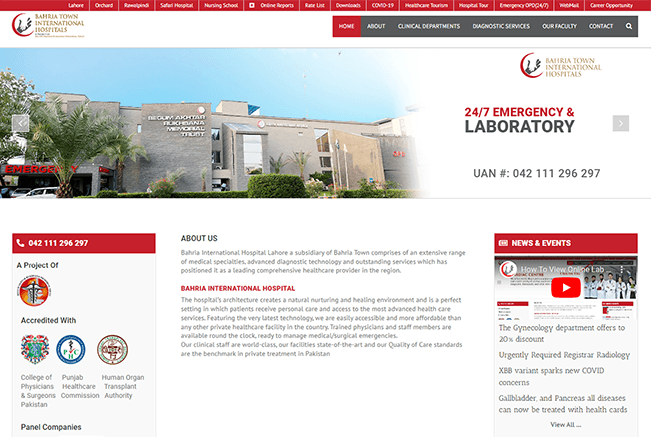 Lahore Orchard Rawalpindi Safari Hospital Nursing School Online Reports Rate List Downloads COVID-19 Healthcare Tourism Hospital Tour Emergency OPD(24/7) WebMail Career Opportunity
BAHRIA TOWN
INTERNATIONAL
HOSPITALS
HOME ABOUT CLINICAL DEPARTMENTS DIAGNOSTIC SERVICES OUR FACULTY CONTACT
BAHRIA TOWN
INTERNATIONAL
HOSPITALS
BEGUM AKHTAR
RUKHSANA
MEMORIAL
TRUST
EMERGENCY
24/7 EMERGENCY &
LABORATORY
UAN #: 042 111 296 297
042 111 296 297
A Project Of
Accredited With
College of
Physicians
& Surgeons
Pakistan
Punjab
Healthcare
Commission
Human Organ
Transplant
Authority
Panel Companies
ABOUT US
Bahria International Hospital Lahore a subsidiary of Bahria Town comprises of an extensive range
of medical specialties, advanced diagnostic technology and outstanding services which has
positioned it as a leading comprehensive healthcare provider in the region.
BAHRIA INTERNATIONAL HOSPITAL
The hospital's architecture creates a natural nurturing and healing environment and is a perfect
setting in which patients receive personal care and access to the most advanced health care
services. Featuring the very latest technology, we are easily accessible and more affordable than
any other private healthcare facility in the country. Trained physicians and staff members are
available round the clock, ready to manage medical/surgical emergencies.
Our clinical staff are world-class, our facilities state-of-the-art and our Quality of Care standards
are the benchmark in private treatment in Pakistan
NEWS & EVENTS
How To View Online Lab
The Gynecology department offers to
20% discount
Urgently Required Registrar Radiology
XBB variant sparks new COVID
concerns
Gallbladder, and Pancreas all diseases
can now be treated with health cards
View All ...